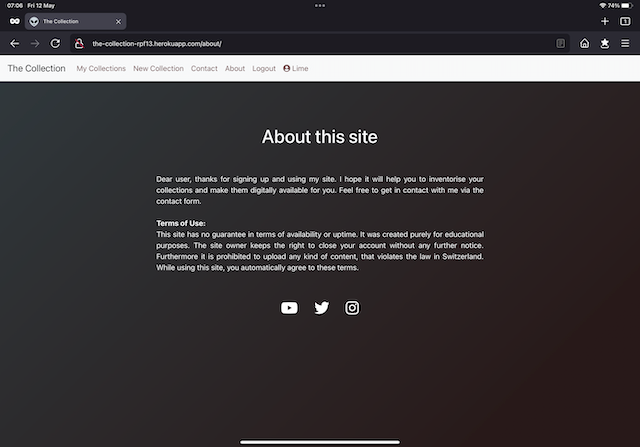 07:06 Fri 12 May
74%
The Collection
1
the-collection-rpf13.herokuapp.com/about/
The Collection My Collections New Collection Contact About Logout Lime
About this site
Dear user, thanks for signing up and using my site. I hope it will help you to inventorise your
collections and make them digitally available for you. Feel free to get in contact with me via the
contact form.
Terms of Use:
This site has no guarantee in terms of availability or uptime. It was created purely for educational
purposes. The site owner keeps the right to close your account without any further notice.
Furthermore it is prohibited to upload any kind of content, that violates the law in Switzerland.
While using this site, you automatically agree to these terms.